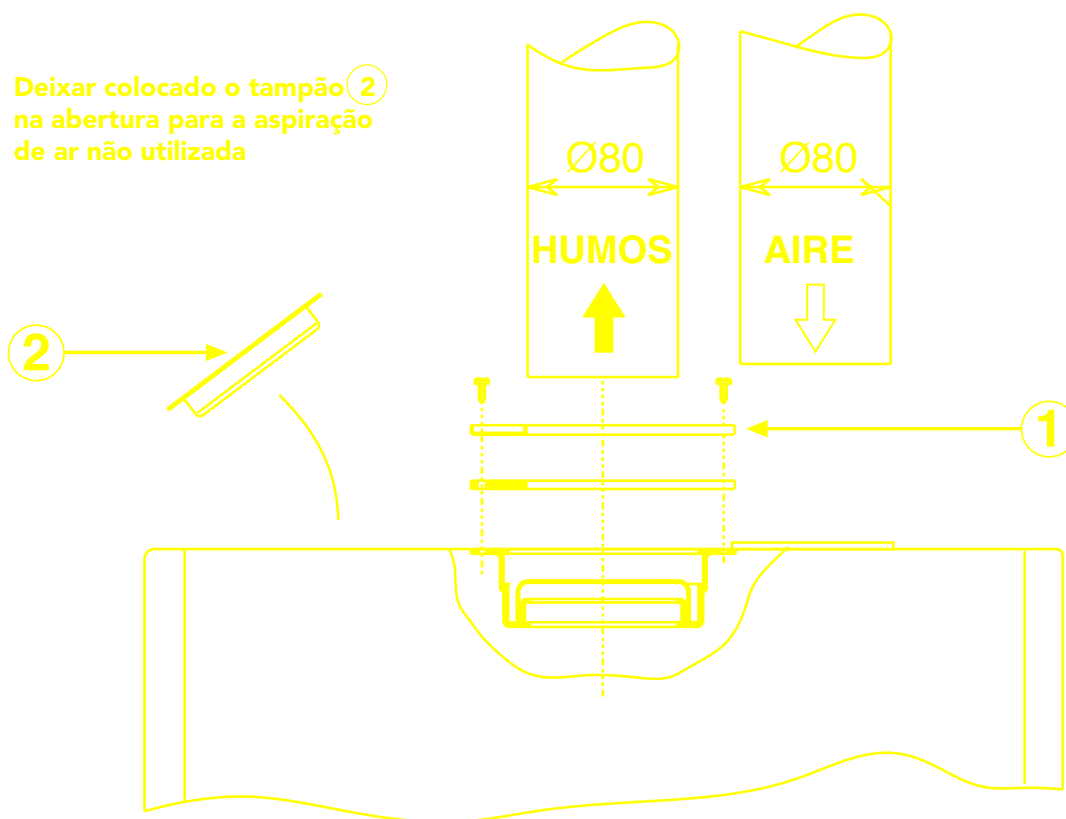 Deixar colocado o tampão 2
na abertura para a aspiração
de ar não utilizada
Ø80
Ø80
HUMOS
AIRE
2
1